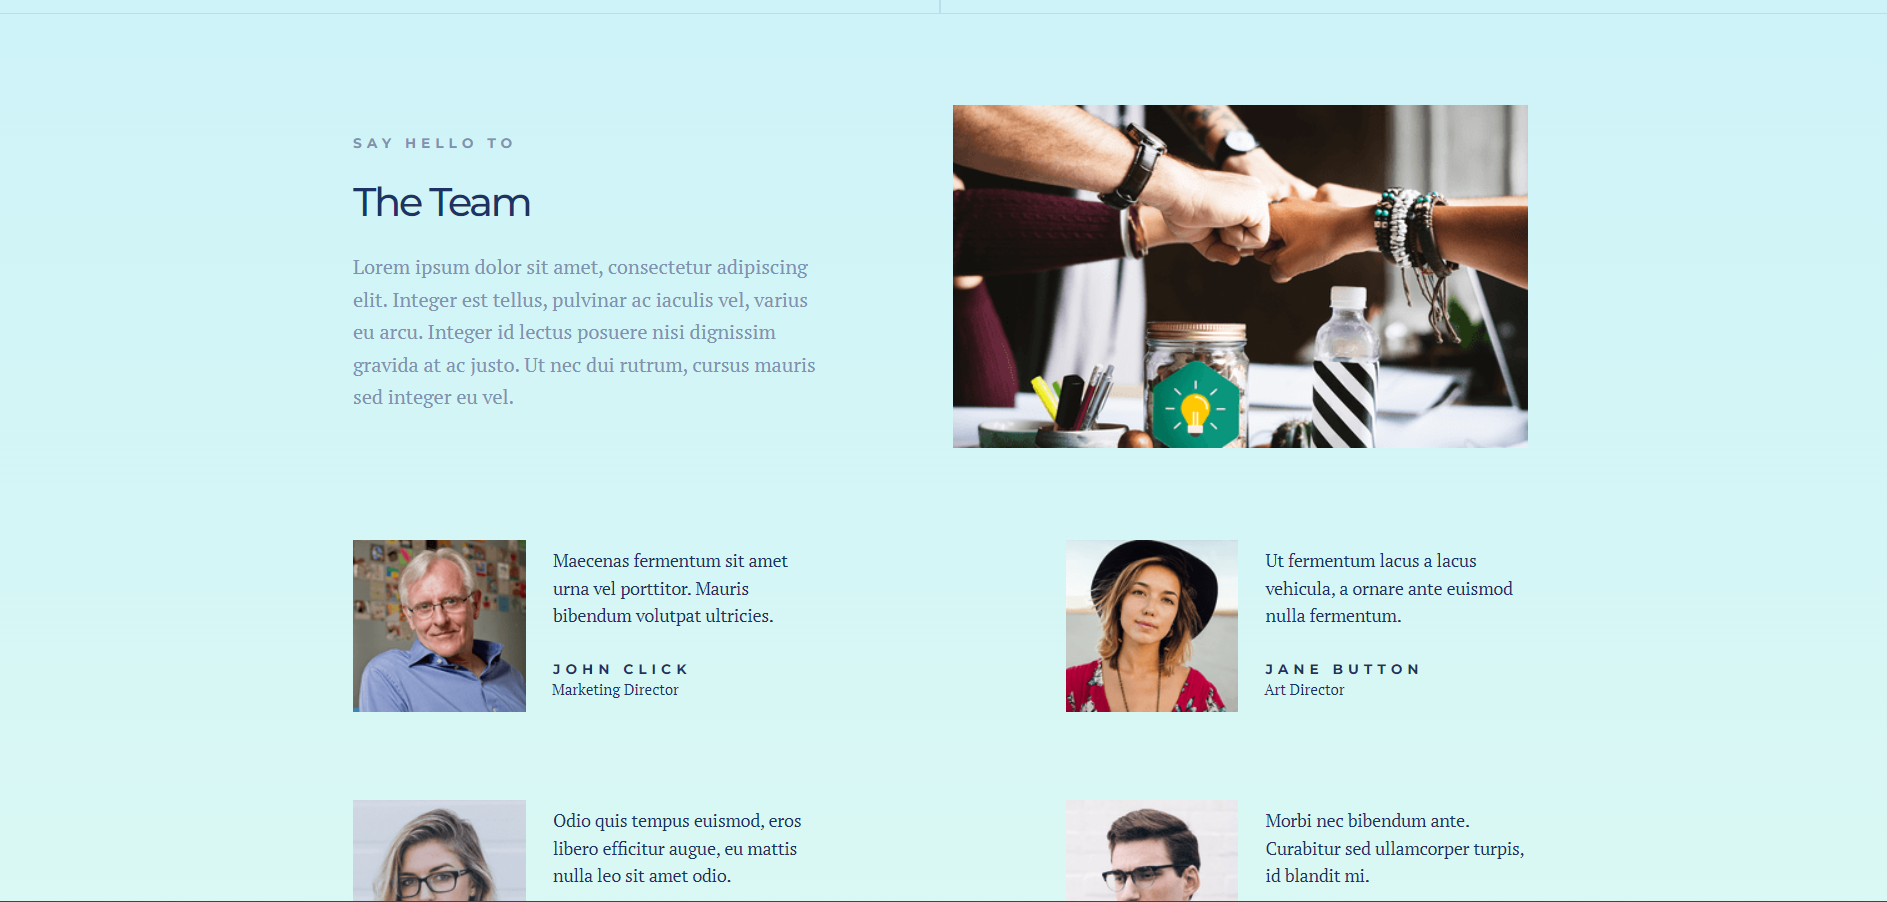 SAY HELLO TO
The Team
Lorem ipsum dolor sit amet, consectetur adipiscing
elit. Integer est tellus, pulvinar ac iaculis vel, varius
eu arcu. Integer id lectus posuere nisi dignissim
gravida at ac justo. Ut nec dui rutrum, cursus mauris
sed integer eu vel.
Maecenas fermentum sit amet
urna vel porttitor. Mauris
bibendum volutpat ultricies.
JOHN CLICK
Marketing Director
Ut fermentum lacus a lacus
vehicula, a ornare ante euismod
nulla fermentum.
JANE BUTTON
Art Director
Odio quis tempus euismod, eros
libero efficitur augue, eu mattis
nulla leo sit amet odio.
Morbi nec bibendum ante.
Curabitur sed ullamcorper turpis,
id blandit mi.